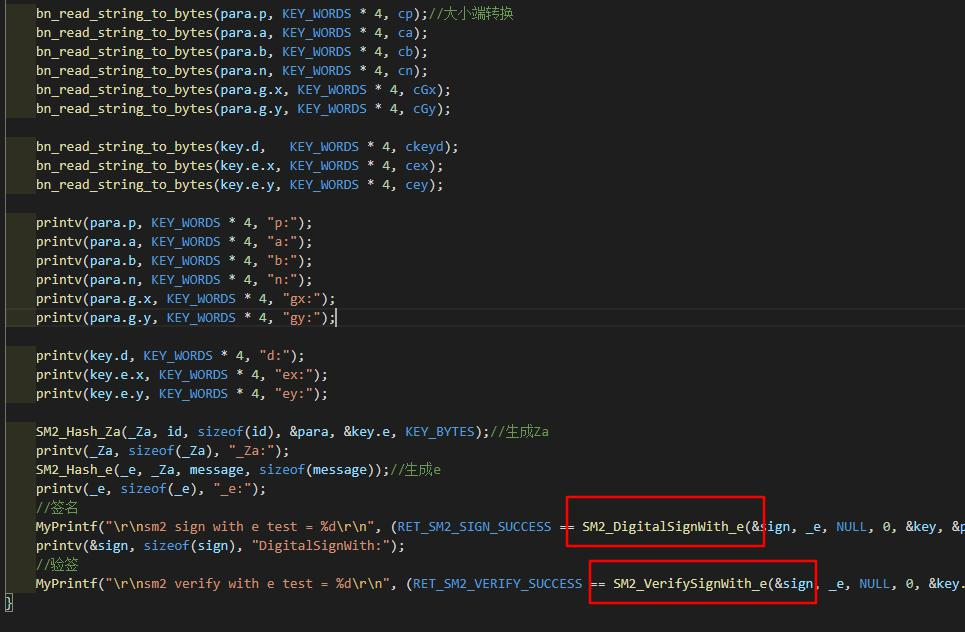 bn_read_string_to_bytes(para.p, KEY_WORDS * 4, cp);//大小端转换
bn_read_string_to_bytes(para.a, KEY_WORDS * 4, ca);
bn_read_string_to_bytes(para.b, KEY_WORDS * 4, cb);
bn_read_string_to_bytes(para.n, KEY_WORDS * 4, cn);
bn_read_string_to_bytes(para.g.x, KEY_WORDS * 4, cGx);
bn_read_string_to_bytes(para.g.y, KEY_WORDS * 4, cGy);
bn_read_string_to_bytes(key.d,   KEY_WORDS * 4, ckeyd);
bn_read_string_to_bytes(key.e.x, KEY_WORDS * 4, cex);
bn_read_string_to_bytes(key.e.y, KEY_WORDS * 4, cey);
printv(para.p, KEY_WORDS * 4, "p:");
printv(para.a, KEY_WORDS * 4, "a:");
printv(para.b, KEY_WORDS * 4, "b:");
printv(para.n, KEY_WORDS * 4, "n:");
printv(para.g.x, KEY_WORDS * 4, "gx:");
printv(para.g.y, KEY_WORDS * 4, "gy:");
printv(key.d, KEY_WORDS * 4, "d:");
printv(key.e.x, KEY_WORDS * 4, "ex:");
printv(key.e.y, KEY_WORDS * 4, "ey:");
SM2_Hash_Za(_Za, id, sizeof(id), &para, &key.e, KEY_BYTES);//生成Za
printv(_Za, sizeof(_Za), "_Za:");
SM2_Hash_e(_e, _Za, message, sizeof(message));//生成e
printv(_e, sizeof(_e), "_e:");
//签名
MyPrintf("\r\nsm2 sign with e test = %d\r\n", (RET_SM2_SIGN_SUCCESS == SM2_DigitalSignWith_e(&sign, _e, NULL, 0, &key, &p
printv(&sign, sizeof(sign), "DigitalSignWith:");
//验签
MyPrintf("\r\nsm2 verify with e test = %d\r\n", (RET_SM2_VERIFY_SUCCESS == SM2_VerifySignWith_e(&sign, _e, NULL, 0, &key.
}